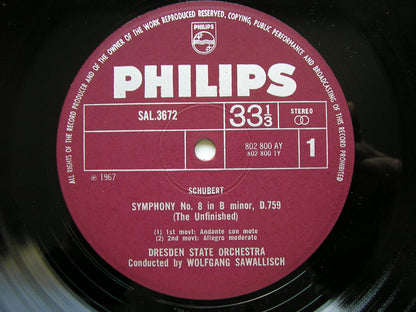 ALL RIGHTS OF THE RECORD PRODUCER AND OF THE OWNER OF THE WORK REPRODUCED RESERVED. COPYING, PUBLIC PERFORMANCE AND BROADCASTING OF THIS RECORD PROHIBITED
PHILIPS
PHILIPS
SAL.3672
33 1/3
STEREO
802 800 AY
802 800 1Y
1
℗ 1967
SCHUBERT
SYMPHONY No. 8 in B minor, D.759
(The Unfinished)
(1) 1st movt: Andante con moto
(2) 2nd movt: Allegro moderato
DRESDEN STATE ORCHESTRA
Conducted by WOLFGANG SAWALLISCH